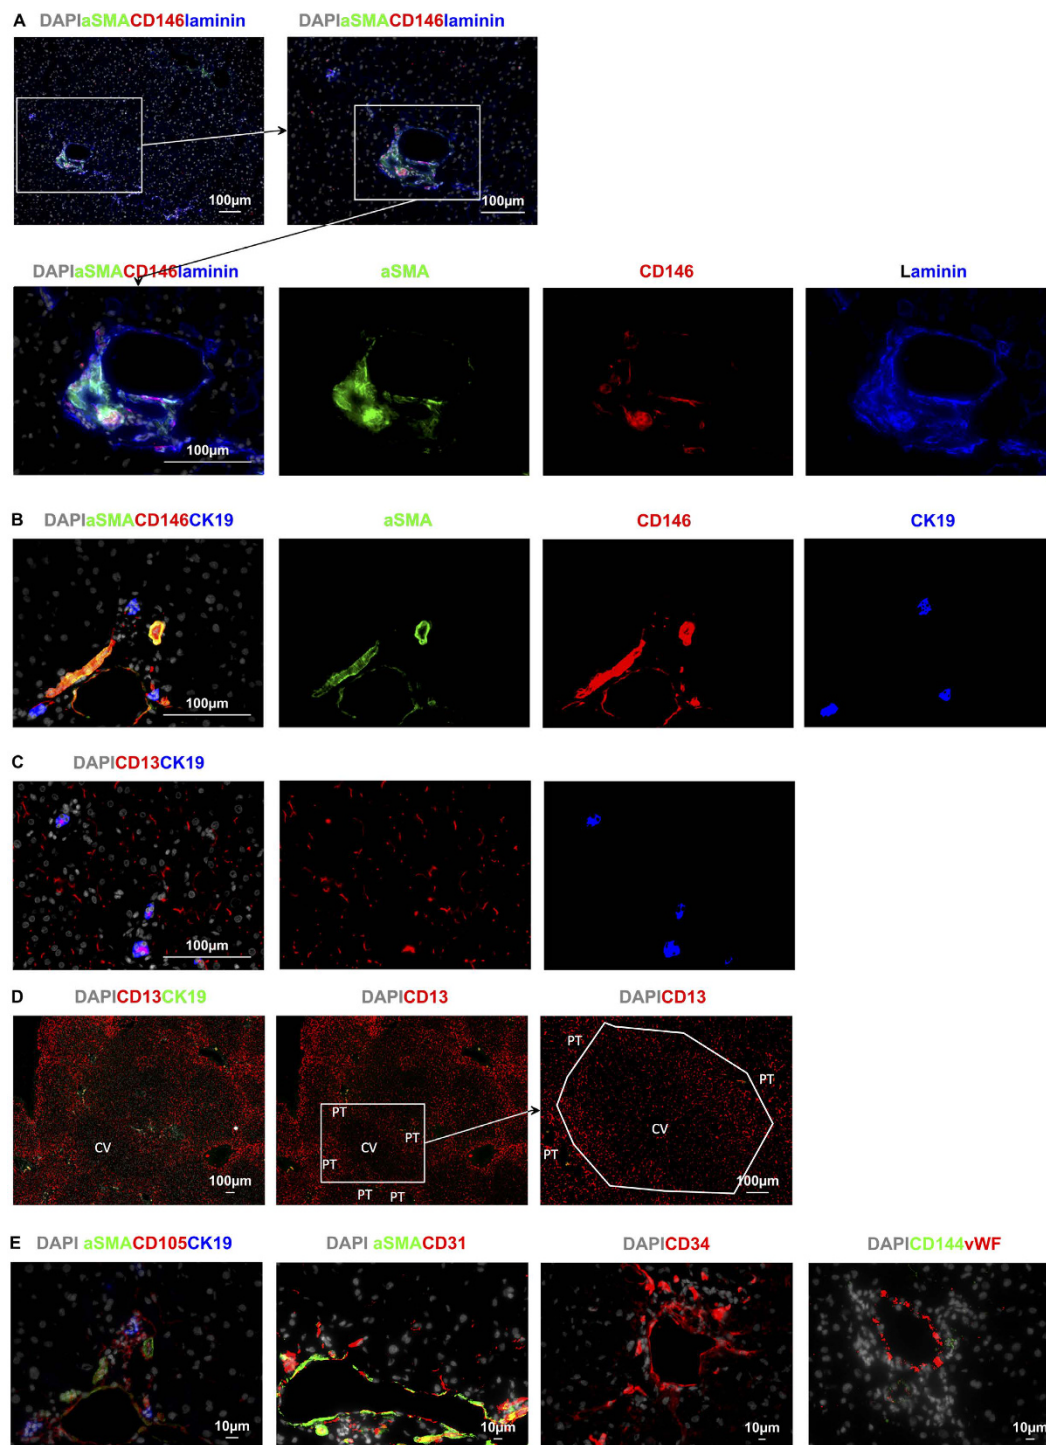 A DAPIaSMACD146laminin DAPIaSMACD146laminin
100µm 100µm
DAPIaSMACD146laminin aSMA CD146 Laminin
100µm
B DAPIaSMACD146CK19 aSMA CD146 CK19
100µm
C DAPICD13CK19
100µm
D DAPICD13CK19 DAPICD13 DAPICD13
PT PT
PT PT
CV CV CV
PT PT
100µm PT PT 100µm
E DAPI aSMACD105CK19 DAPI aSMACD31 DAPICD34 DAPICD144vWF
10µm 10µm 10µm 10µm